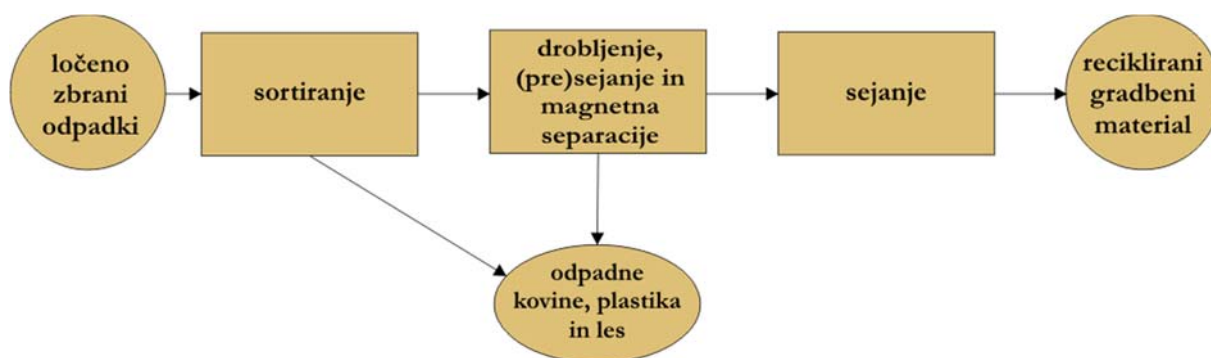 ločeno
zbrani
odpadki
sortiranje
drobljenje,
(pre)sejanje in
magnetna
separacije
sejanje
reciklirani
gradbeni
material
odpadne
kovine, plastika
in les